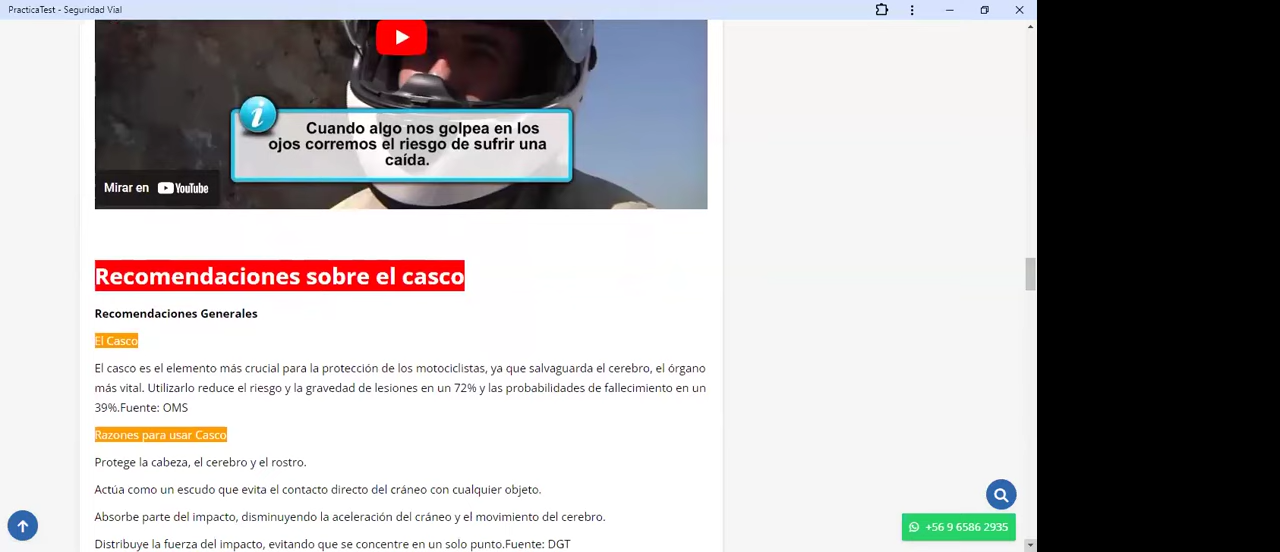 PracticaTest - Seguridad Vial
Cuando algo nos golpea en los
ojos corremos el riesgo de sufrir una
caída.
Mirar en YouTube
Recomendaciones sobre el casco
Recomendaciones Generales
El Casco
El casco es el elemento más crucial para la protección de los motociclistas, ya que salvaguarda el cerebro, el órgano
más vital. Utilizarlo reduce el riesgo y la gravedad de lesiones en un 72% y las probabilidades de fallecimiento en un
39%.Fuente: OMS
Razones para usar Casco
Protege la cabeza, el cerebro y el rostro.
Actúa como un escudo que evita el contacto directo del cráneo con cualquier objeto.
Absorbe parte del impacto, disminuyendo la aceleración del cráneo y el movimiento del cerebro.
+56 9 6586 2935
Distribuye la fuerza del impacto, evitando que se concentre en un solo punto.Fuente: DGT